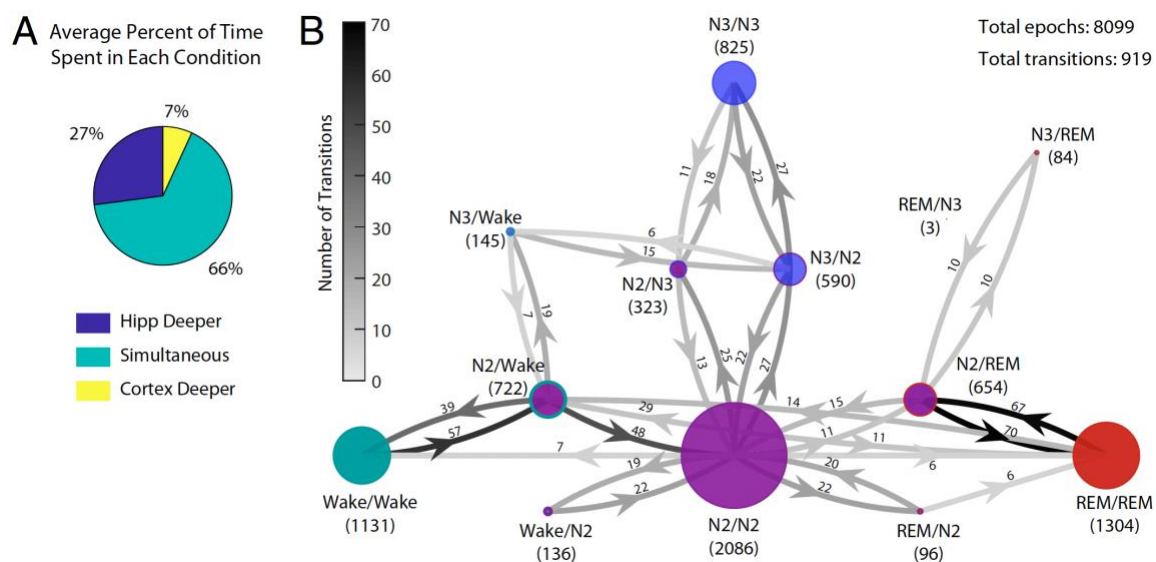 A
Average Percent of Time
Spent in Each Condition
7%
27%
66%
Hipp Deeper
Simultaneous
Cortex Deeper
B
Number of Transitions
70
60
50
40
30
20
10
0
Total epochs: 8099
Total transitions: 919
N3/N3
(825)
N3/REM
(84)
11
18
22
27
REM/N3
(3)
N3/Wake
(145)
6
15
N3/N2
(590)
N2/N3
(323)
10
10
7
19
13
25
22
27
N2/Wake
(722)
N2/REM
(654)
39
57
48
29
14
15
11
11
67
70
7
6
19
22
20
22
6
Wake/Wake
(1131)
Wake/N2
(136)
N2/N2
(2086)
REM/N2
(96)
REM/REM
(1304)